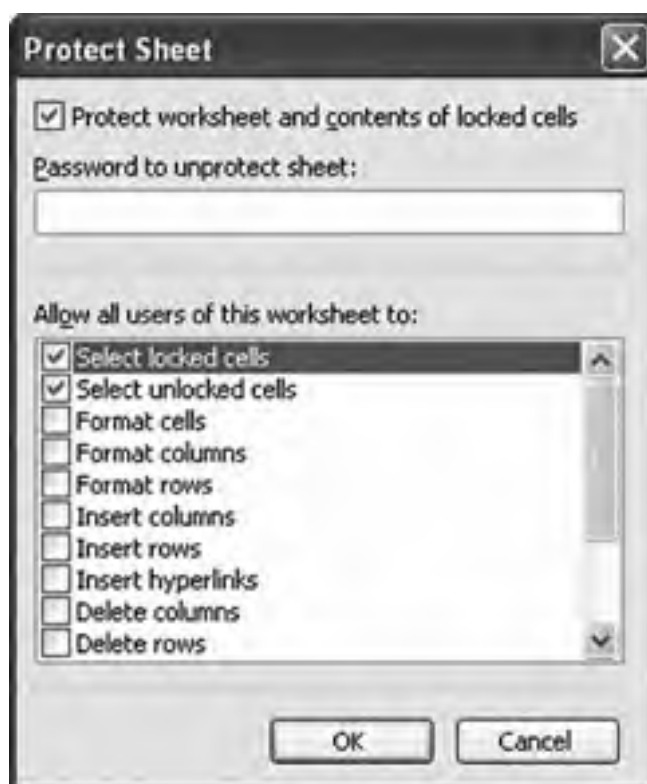 Protect Sheet
Protect worksheet and contents of locked cells
Password to unprotect sheet:
Allow all users of this worksheet to:
Select locked cells
Select unlocked cells
Format cells
Format columns
Format rows
Insert columns
Insert rows
Insert hyperlinks
Delete columns
Delete rows
OK Cancel